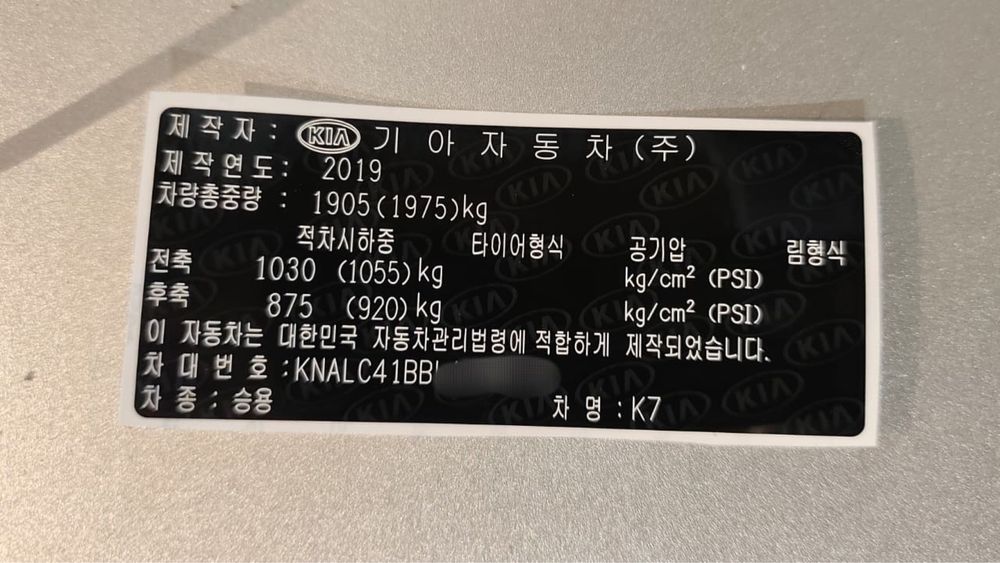 제 작 자 : KIA 기 아 자 동 차 (주)
제 작 연 도 : 2019
차량총중량 : 1905(1975)kg
적차시하중 타이어형식 공기압 림형식
전축 1030 (1055)kg kg/cm² (PSI)
후축 875 (920)kg kg/cm² (PSI)
이 자동차는 대한민국 자동차관리법령에 적합하게 제작되었습니다.
차 대 번 호 :KNALC41BB
차 종 : 승용 차 명 :K7